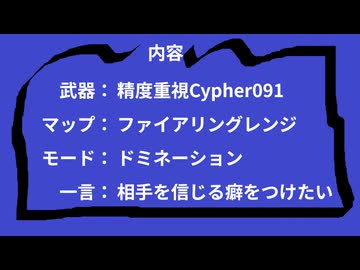 内容
武器： 精度重視Cypher091
マップ： ファイアリングレンジ
モード： ドミネーション
一言： 相手を信じる癖をつけたい